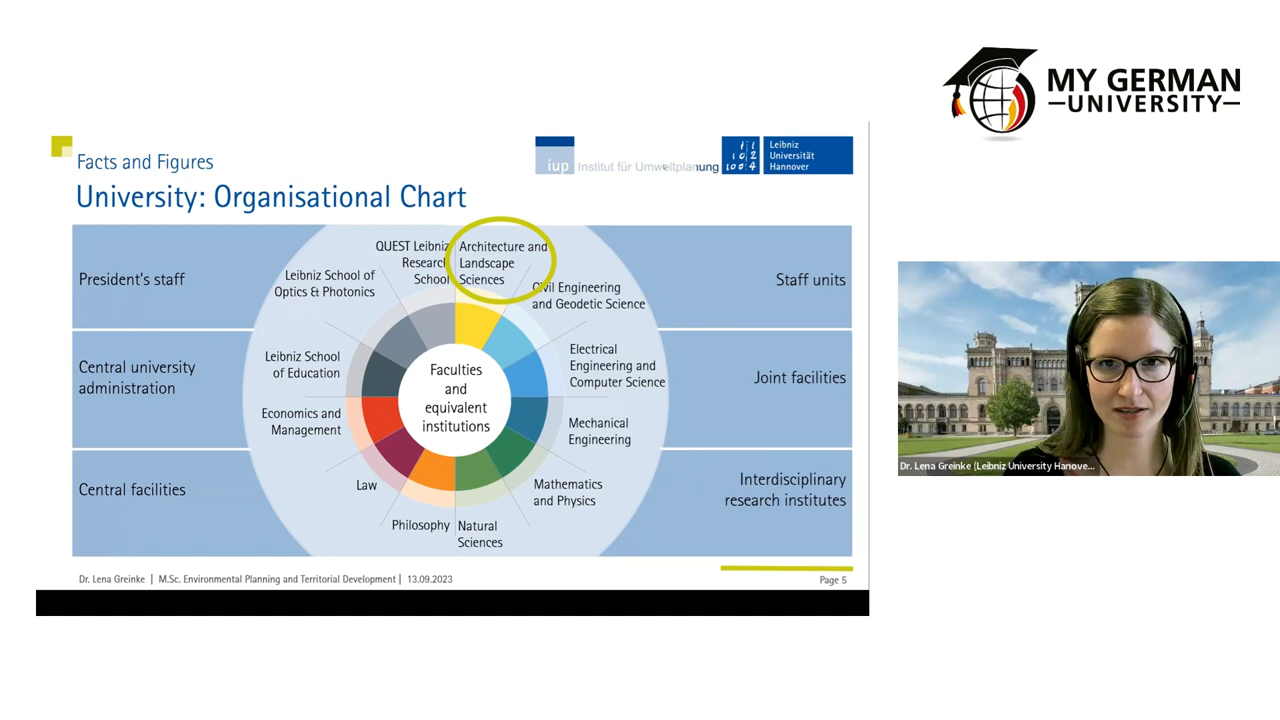 MY GERMAN
UNIVERSITY
Facts and Figures
University: Organisational Chart
iup Institut für Umweltplanung
Leibniz
Universität
Hannover
President's staff
Central university
administration
Central facilities
QUEST Leibniz
Research
School
Architecture and
Landscape
Sciences
Leibniz School of
Optics & Photonics
Civil Engineering
and Geodetic Science
Leibniz School
of Education
Electrical
Engineering and
Computer Science
Economics and
Management
Mechanical
Engineering
Law
Mathematics
and Physics
Philosophy
Natural
Sciences
Faculties
and
equivalent
institutions
Staff units
Joint facilities
Interdisciplinary
research institutes
Dr. Lena Greinke | M.Sc. Environmental Planning and Territorial Development | 13.09.2023
Page 5
Dr. Lena Greinke (Leibniz University Hanove...